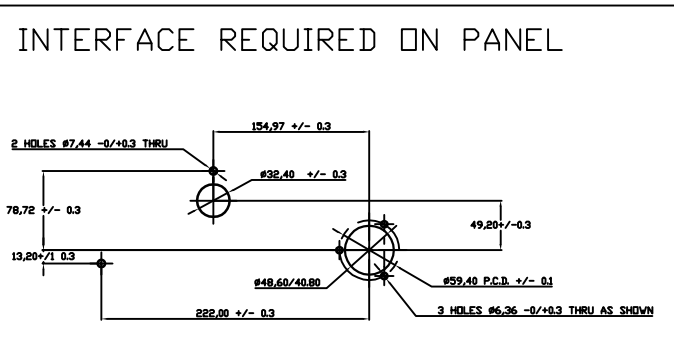 INTERFACE REQUIRED ON PANEL
154,97 +/- 0.3
2 HOLES ø7,44 -0/+0.3 THRU
ø32,40 +/- 0.3
78,72 +/- 0.3
49,20+/-0.3
13,20+/1 0.3
ø48,60/40.80
ø59,40 P.C.D. +/- 0.1
222,00 +/- 0.3
3 HOLES ø6,36 -0/+0.3 THRU AS SHOWN